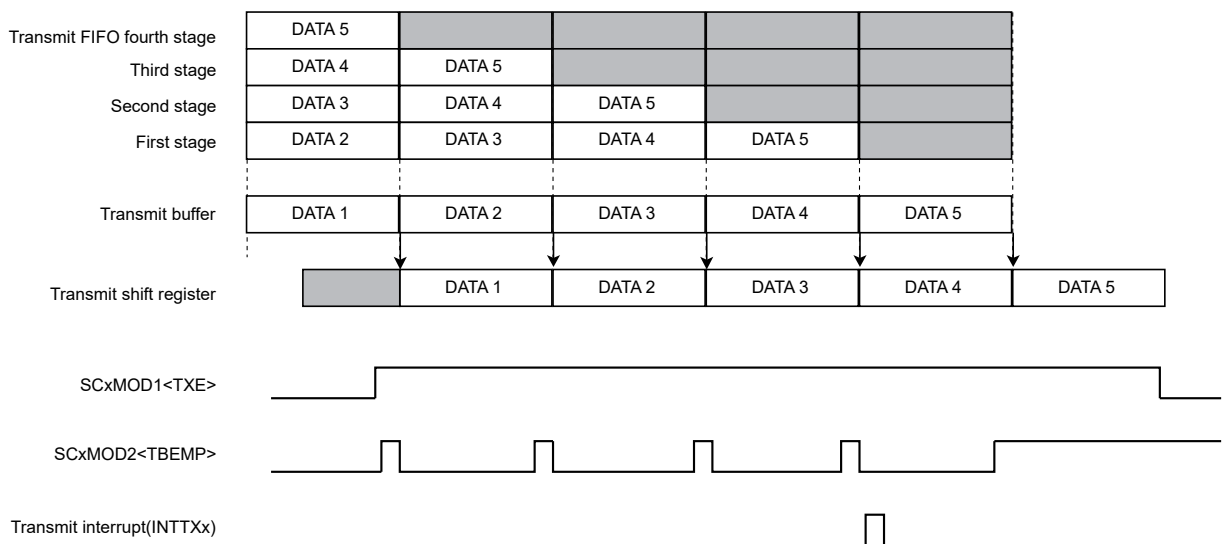 Transmit FIFO fourth stage DATA 5
Third stage DATA 4 DATA 5
Second stage DATA 3 DATA 4 DATA 5
First stage DATA 2 DATA 3 DATA 4 DATA 5
Transmit buffer DATA 1 DATA 2 DATA 3 DATA 4 DATA 5
Transmit shift register DATA 1 DATA 2 DATA 3 DATA 4 DATA 5
SCxMOD1<TXE>
SCxMOD2<TBEMP>
Transmit interrupt(INTTXx)